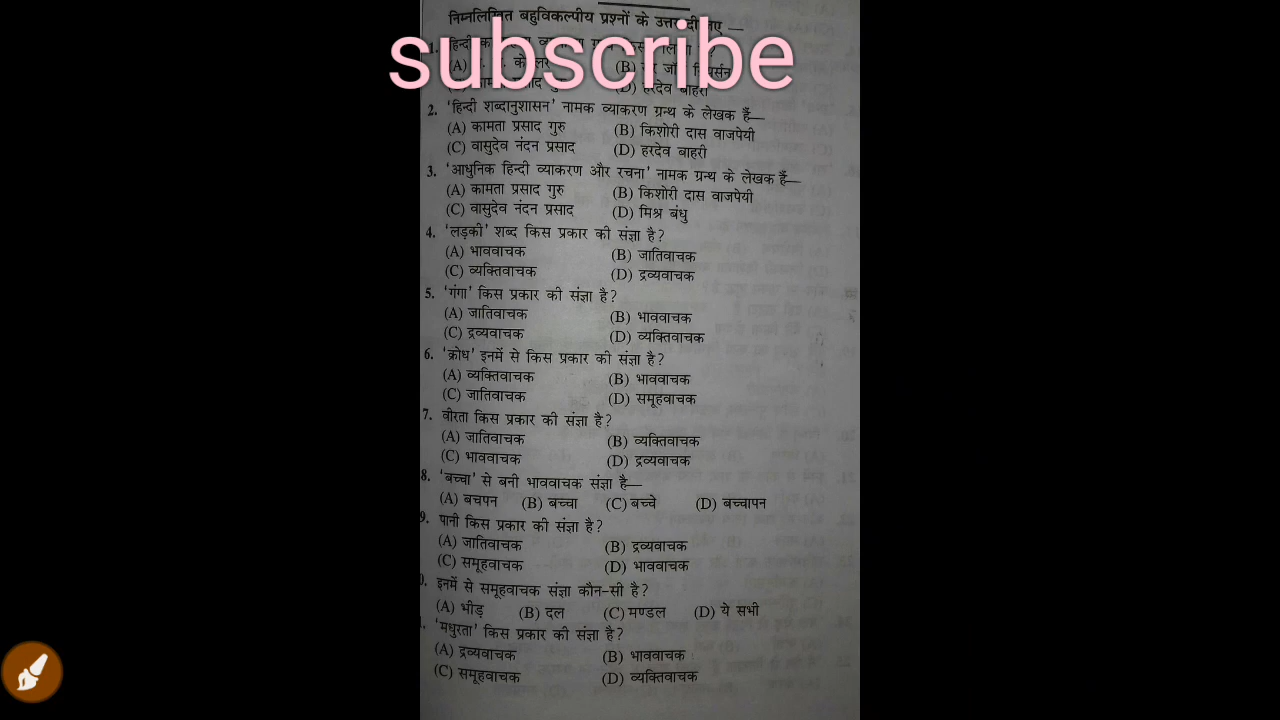 निम्नलिखित बहुविकल्पीय प्रश्नों के उत्तर दीजिए —
subscribe
(A)
(B)
(D) हरदेव बाहरी
2. 'हिन्दी शब्दानुशासन' नामक व्याकरण ग्रन्थ के लेखक हैं—
(A) कामता प्रसाद गुरु (B) किशोरी दास वाजपेयी
(C) वासुदेव नंदन प्रसाद (D) हरदेव बाहरी
3. 'आधुनिक हिन्दी व्याकरण और रचना' नामक ग्रन्थ के लेखक हैं—
(A) कामता प्रसाद गुरु (B) किशोरी दास वाजपेयी
(C) वासुदेव नंदन प्रसाद (D) मिश्र बंधु
4. 'लड़की' शब्द किस प्रकार की संज्ञा है?
(A) भाववाचक (B) जातिवाचक
(C) व्यक्तिवाचक (D) द्रव्यवाचक
5. 'गंगा' किस प्रकार की संज्ञा है?
(A) जातिवाचक (B) भाववाचक
(C) द्रव्यवाचक (D) व्यक्तिवाचक
6. 'क्रोध' इनमें से किस प्रकार की संज्ञा है?
(A) व्यक्तिवाचक (B) भाववाचक
(C) जातिवाचक (D) समूहवाचक
7. वीरता किस प्रकार की संज्ञा है?
(A) जातिवाचक (B) व्यक्तिवाचक
(C) भाववाचक (D) द्रव्यवाचक
8. 'बच्चा' से बनी भाववाचक संज्ञा है—
(A) बचपन (B) बच्चा (C) बच्चे (D) बच्चापन
9. पानी किस प्रकार की संज्ञा है?
(A) जातिवाचक (B) द्रव्यवाचक
(C) समूहवाचक (D) भाववाचक
0. इनमें से समूहवाचक संज्ञा कौन-सी है?
(A) भीड़ (B) दल (C) मण्डल (D) ये सभी
'मधुरता' किस प्रकार की संज्ञा है?
(A) द्रव्यवाचक (B) भाववाचक
(C) समूहवाचक (D) व्यक्तिवाचक